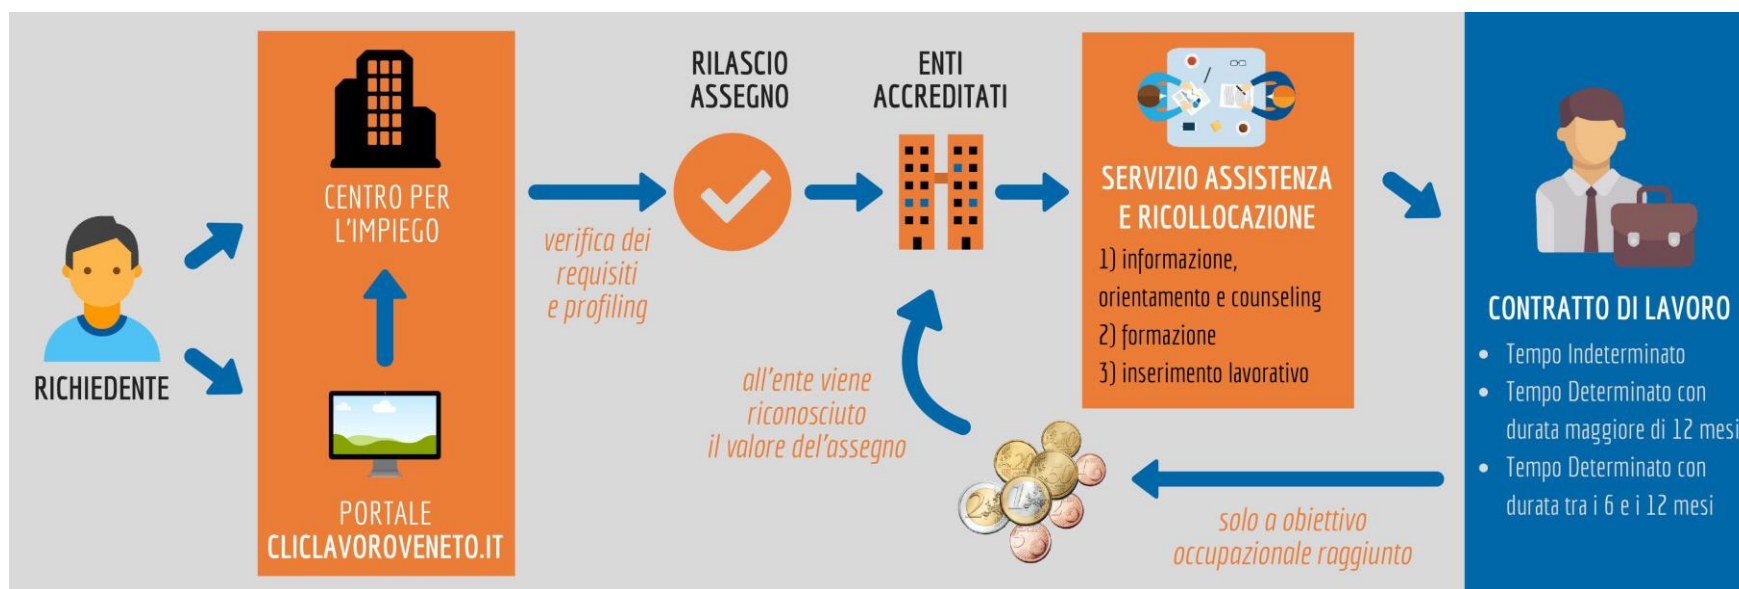 RICHIEDENTE
CENTRO PER
L'IMPIEGO
PORTALE
CLICLAVOROVENETO.IT
verifica dei
requisiti
e profiling
RILASCIO
ASSEGNO
ENTI
ACCREDITATI
all'ente viene
riconosciuto
il valore del'assegno
SERVIZIO ASSISTENZA
E RICOLLOCAZIONE
1) informazione,
orientamento e counseling
2) formazione
3) inserimento lavorativo
solo a obiettivo
occupazionale raggiunto
CONTRATTO DI LAVORO
• Tempo Indeterminato
• Tempo Determinato con
durata maggiore di 12 mesi
• Tempo Determinato con
durata tra i 6 e i 12 mesi